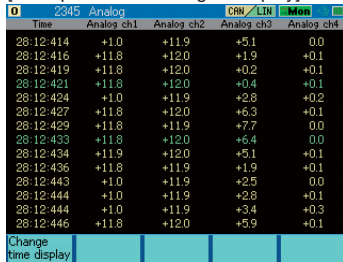 0 2345 Analog CAN/LIN Mon
Time Analog ch1 Analog ch2 Analog ch3 Analog ch4
28:12:414 +1.0 +11.9 +5.1 0.0
28:12:416 +11.8 +12.0 +1.9 +0.1
28:12:419 +11.8 +12.0 +0.2 +0.1
28:12:421 +11.8 +12.0 +0.4 +0.1
28:12:424 +1.0 +11.9 +2.8 +0.2
28:12:427 +11.8 +12.0 +6.3 +0.1
28:12:429 +11.8 +11.9 +7.7 0.0
28:12:433 +11.9 +12.0 +6.4 0.0
28:12:434 +11.9 +12.0 +5.1 +0.1
28:12:436 +11.8 +11.9 +1.9 +0.1
28:12:443 +1.0 +11.9 +2.5 0.0
28:12:444 +1.0 +11.9 +2.8 +0.1
28:12:444 +1.0 +11.9 +3.4 +0.3
28:12:446 +11.8 +12.0 +5.9 +0.1
Change
time display